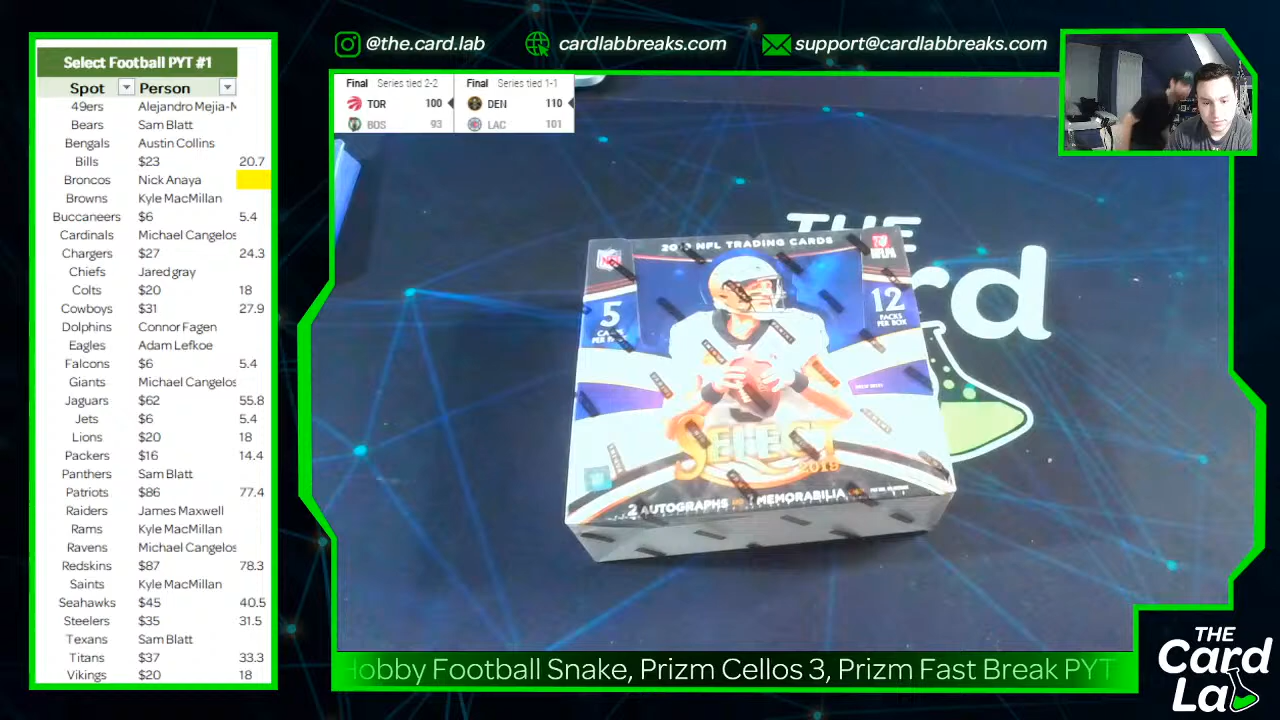 @the.card.lab
cardlabbreaks.com
support@cardlabbreaks.com
Select Football PYT #1
Spot Person
49ers Alejandro Mejia-M
Bears Sam Blatt
Bengals Austin Collins
Bills $23 20.7
Broncos Nick Anaya
Browns Kyle MacMillan
Buccaneers $6 5.4
Cardinals Michael Cangelos
Chargers $27 24.3
Chiefs Jared gray
Colts $20 18
Cowboys $31 27.9
Dolphins Connor Fagen
Eagles Adam Lefkoe
Falcons $6 5.4
Giants Michael Cangelos
Jaguars $62 55.8
Jets $6 5.4
Lions $20 18
Packers $16 14.4
Panthers Sam Blatt
Patriots $86 77.4
Raiders James Maxwell
Rams Kyle MacMillan
Ravens Michael Cangelos
Redskins $87 78.3
Saints Kyle MacMillan
Seahawks $45 40.5
Steelers $35 31.5
Texans Sam Blatt
Titans $37 33.3
Vikings $20 18
Final Series tied 2-2
TOR 100
BOS 93
Final Series tied 1-1
DEN 110
LAC 101
THE
rd
2019 NFL TRADING CARDS
NFL
NFLPA
5
12
PACKS
PER BOX
SELECT
2019
2 AUTOGRAPHS MEMORABILIA
Hobby Football Snake, Prizm Cellos 3, Prizm Fast Break PYT
THE
Card
Lab